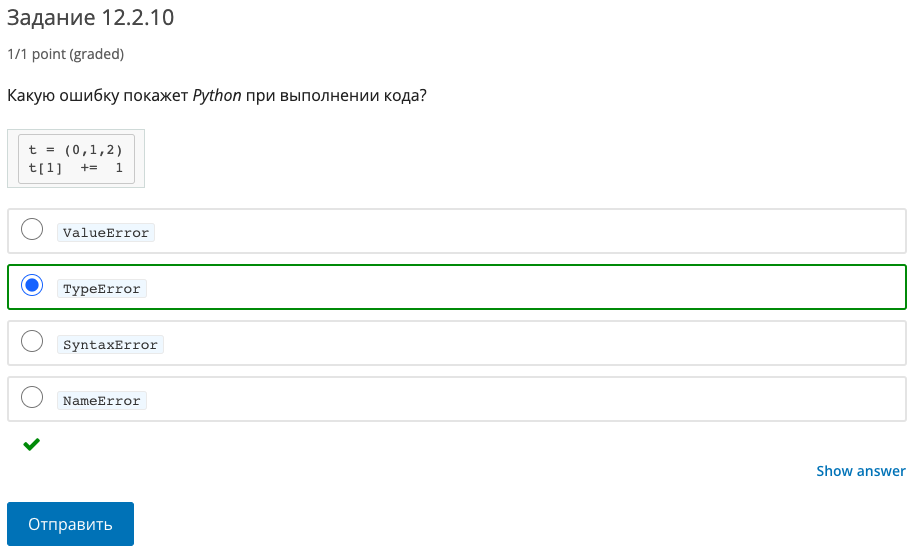 Задание 12.2.10
1/1 point (graded)
Какую ошибку покажет Python при выполнении кода?
t = (0,1,2)
t[1]  +=  1
ValueError
TypeError
SyntaxError
NameError
Show answer
Отправить